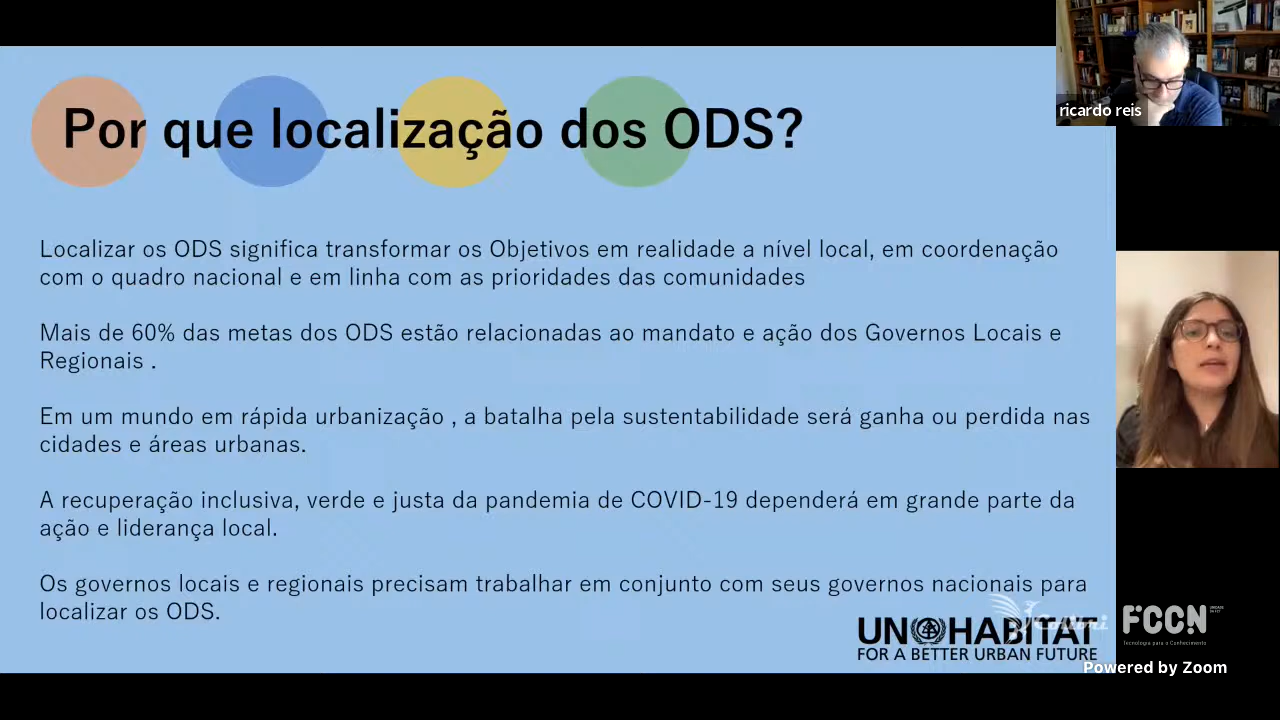 Por que localização dos ODS?
ricardo reis
Localizar os ODS significa transformar os Objetivos em realidade a nível local, em coordenação
com o quadro nacional e em linha com as prioridades das comunidades
Mais de 60% das metas dos ODS estão relacionadas ao mandato e ação dos Governos Locais e
Regionais .
Em um mundo em rápida urbanização , a batalha pela sustentabilidade será ganha ou perdida nas
cidades e áreas urbanas.
A recuperação inclusiva, verde e justa da pandemia de COVID-19 dependerá em grande parte da
ação e liderança local.
Os governos locais e regionais precisam trabalhar em conjunto com seus governos nacionais para
localizar os ODS.
UN HABITAT
FOR A BETTER URBAN FUTURE
Colibri
FCCN
Tecnologia para o Conhecimento
Powered by Zoom